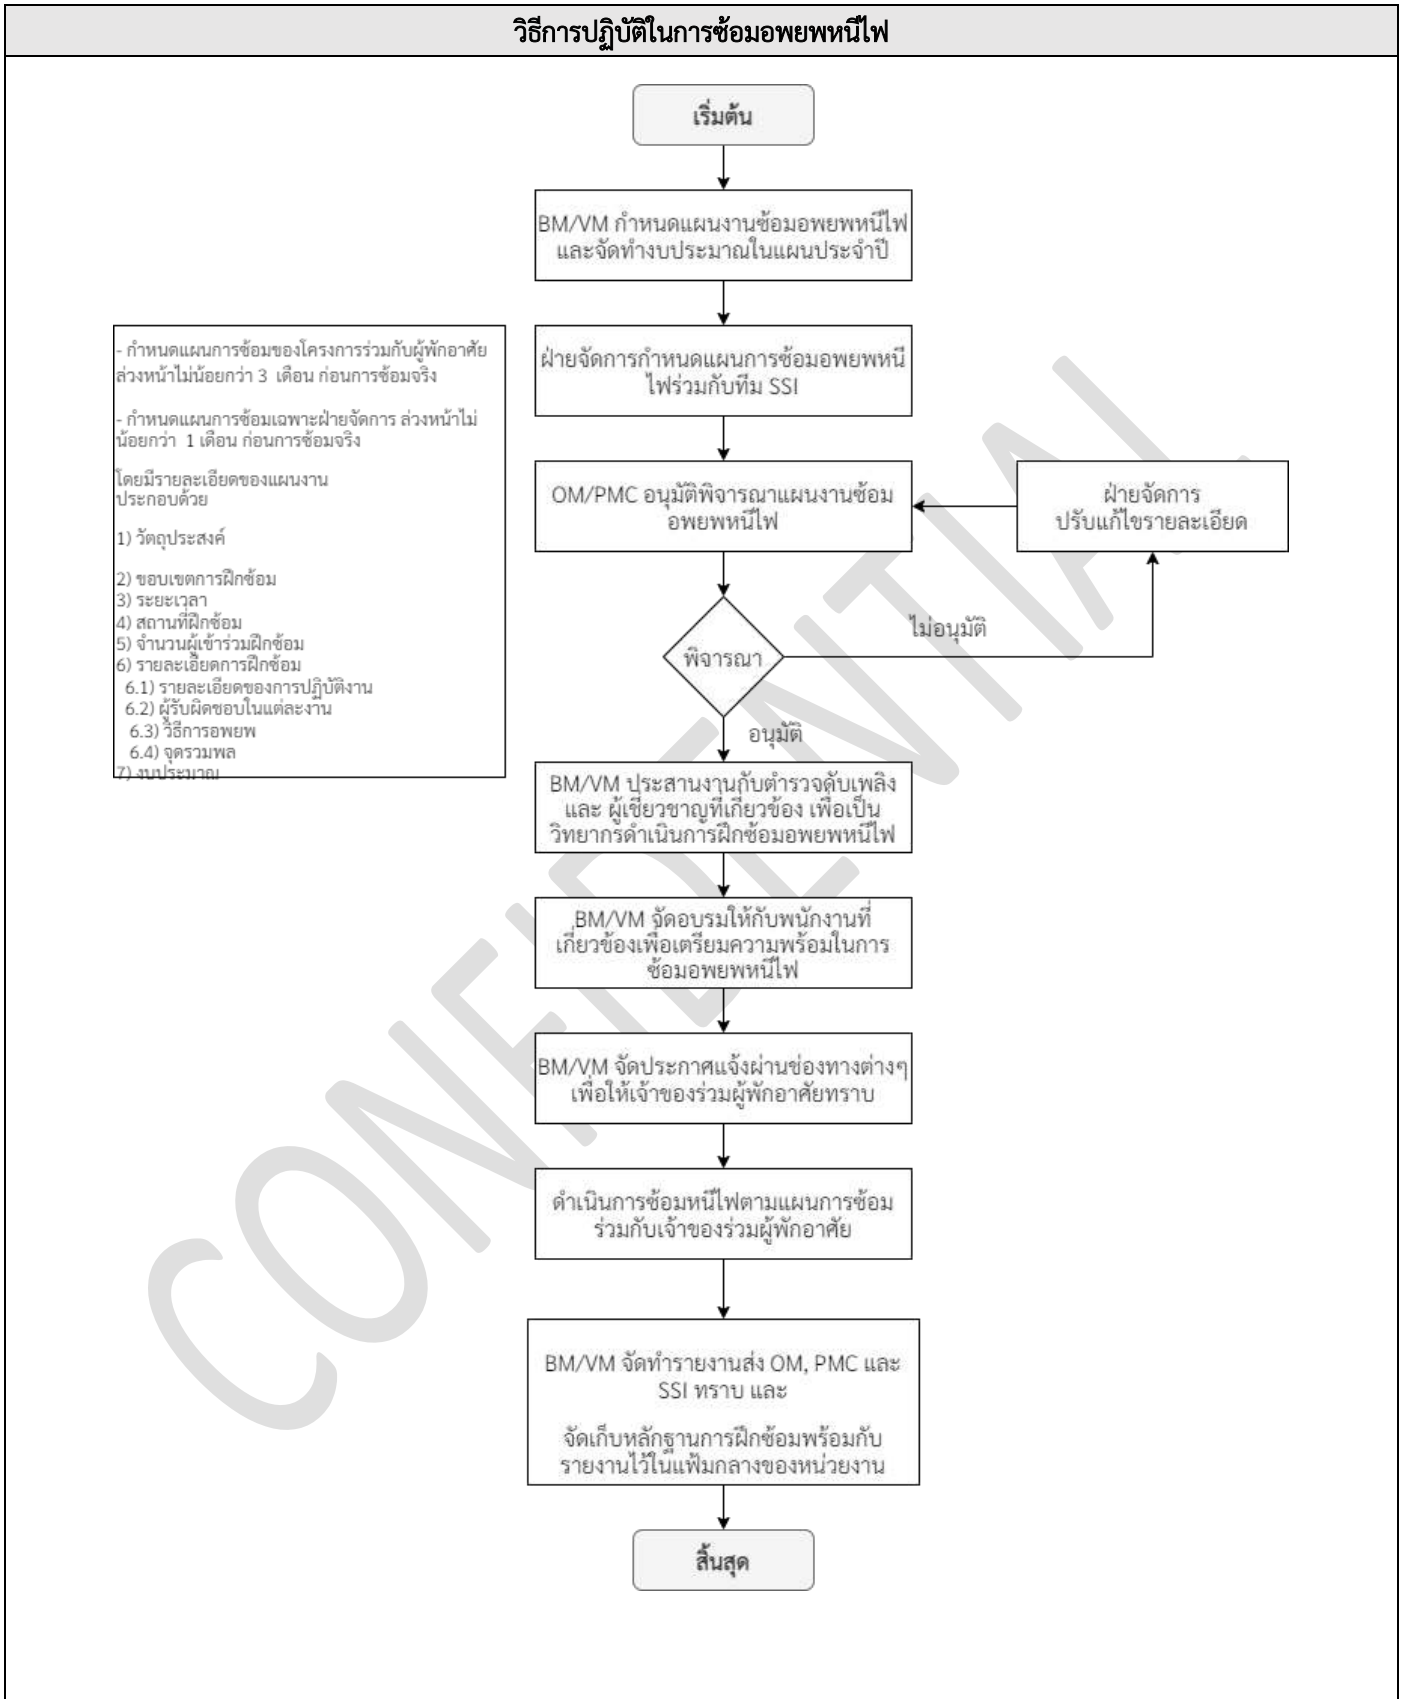 วิธีการปฏิบัติในการซ้อมอพยพหนีไฟ
เริ่มต้น
BM/VM กำหนดแผนงานซ้อมอพยพหนีไฟ
และจัดทำงบประมาณในแผนประจำปี
ฝ่ายจัดการกำหนดแผนการซ้อมอพยพหนี
ไฟร่วมกับทีม SSI
- กำหนดแผนการซ้อมของโครงการร่วมกับผู้พักอาศัย
ล่วงหน้าไม่น้อยกว่า 3 เดือน ก่อนการซ้อมจริง
- กำหนดแผนการซ้อมเฉพาะฝ่ายจัดการ ล่วงหน้าไม่
น้อยกว่า 1 เดือน ก่อนการซ้อมจริง
โดยมีรายละเอียดของแผนงาน
ประกอบด้วย
1) วัตถุประสงค์
2) ขอบเขตการฝึกซ้อม
3) ระยะเวลา
4) สถานที่ฝึกซ้อม
5) จำนวนผู้เข้าร่วมฝึกซ้อม
6) รายละเอียดการฝึกซ้อม
6.1) รายละเอียดของการปฏิบัติงาน
6.2) ผู้รับผิดชอบในแต่ละงาน
6.3) วิธีการอพยพ
6.4) จุดรวมพล
7) งบประมาณ
OM/PMC อนุมัติพิจารณาแผนงานซ้อม
อพยพหนีไฟ
ฝ่ายจัดการ
ปรับแก้ไขรายละเอียด
พิจารณา
ไม่อนุมัติ
อนุมัติ
BM/VM ประสานงานกับตำรวจดับเพลิง
และ ผู้เชี่ยวชาญที่เกี่ยวข้อง เพื่อเป็น
วิทยากรดำเนินการฝึกซ้อมอพยพหนีไฟ
BM/VM จัดอบรมให้กับพนักงานที่
เกี่ยวข้องเพื่อเตรียมความพร้อมในการ
ซ้อมอพยพหนีไฟ
BM/VM จัดประกาศแจ้งผ่านช่องทางต่างๆ
เพื่อให้เจ้าของร่วมผู้พักอาศัยทราบ
ดำเนินการซ้อมหนีไฟตามแผนการซ้อม
ร่วมกับเจ้าของร่วมผู้พักอาศัย
BM/VM จัดทำรายงานส่ง OM, PMC และ
SSI ทราบ และ
จัดเก็บหลักฐานการฝึกซ้อมพร้อมกับ
รายงานไว้ในแฟ้มกลางของหน่วยงาน
สิ้นสุด
CONFIDENTIAL